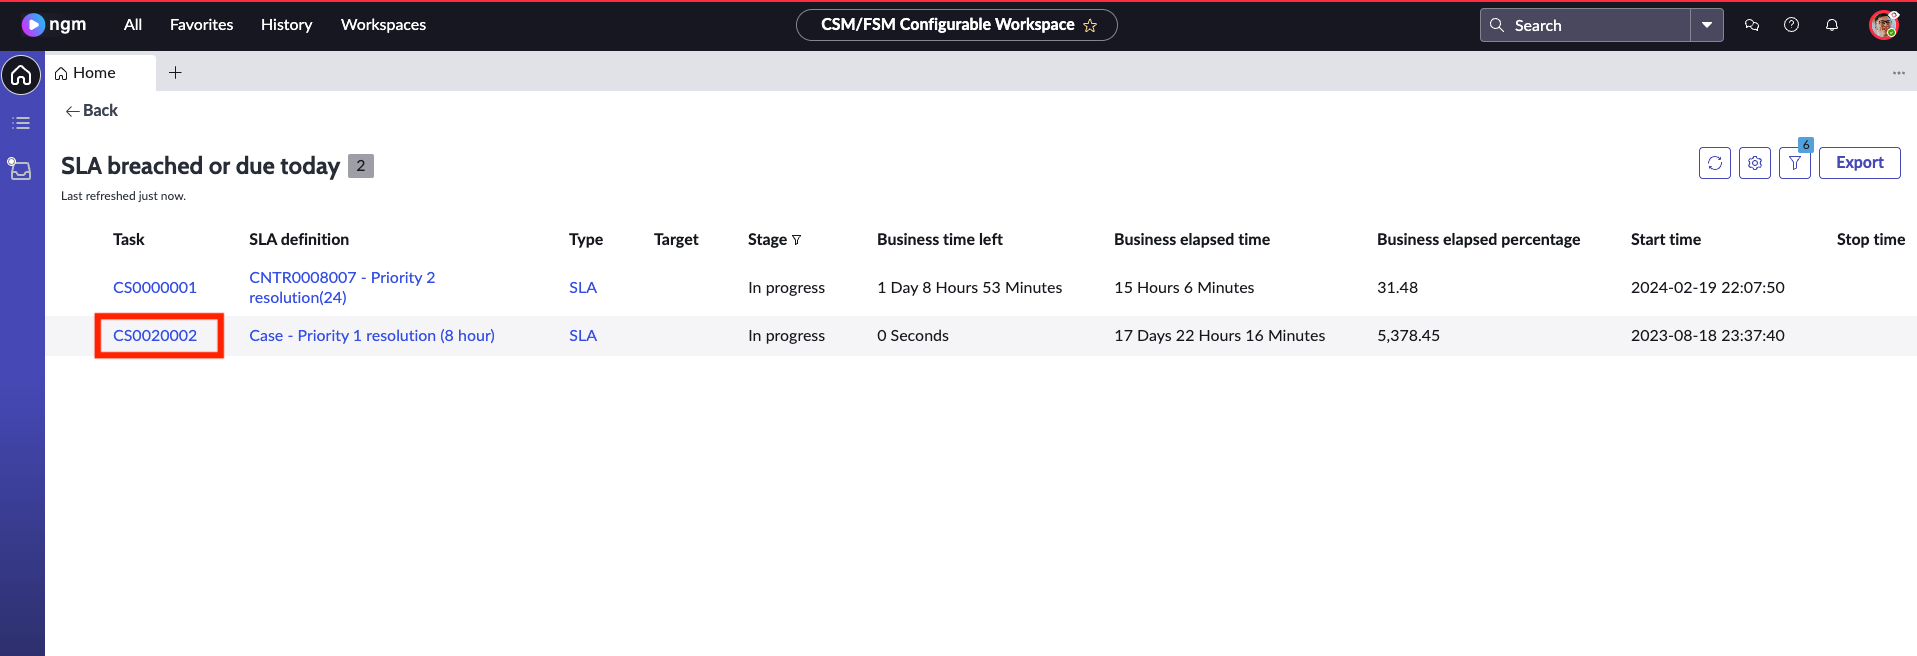 ngm All Favorites History Workspaces CSM/FSM Configurable Workspace Search
Home
Back
SLA breached or due today 2 6 Export
Last refreshed just now.
Task SLA definition Type Target Stage Business time left Business elapsed time Business elapsed percentage Start time Stop time
CS0000001 CNTR0008007 - Priority 2 resolution(24) SLA In progress 1 Day 8 Hours 53 Minutes 15 Hours 6 Minutes 31.48 2024-02-19 22:07:50
CS0020002 Case - Priority 1 resolution (8 hour) SLA In progress 0 Seconds 17 Days 22 Hours 16 Minutes 5,378.45 2023-08-18 23:37:40